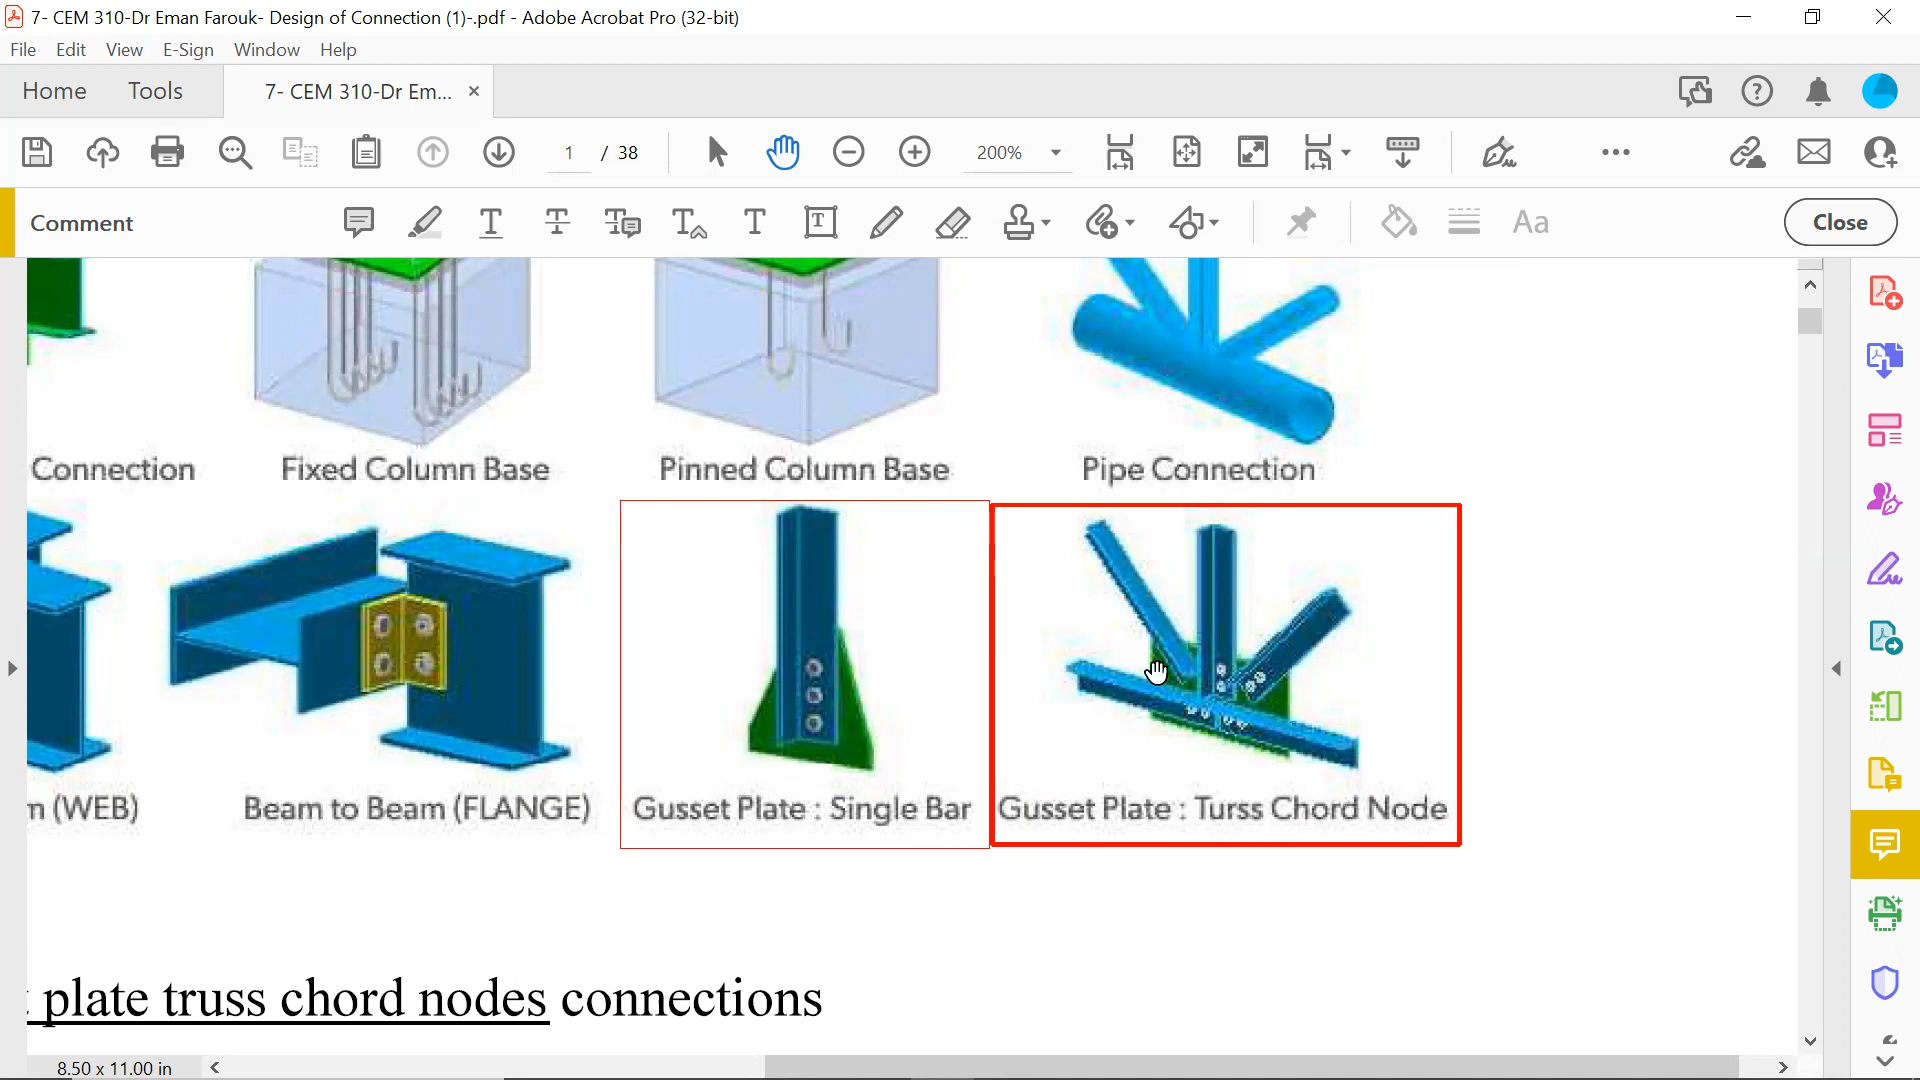 7- CEM 310-Dr Eman Farouk- Design of Connection (1)-.pdf - Adobe Acrobat Pro (32-bit)
File Edit View E-Sign Window Help
Home Tools 7- CEM 310-Dr Em...
1 / 38 200%
Comment Aa Close
Connection Fixed Column Base Pinned Column Base Pipe Connection
m (WEB) Beam to Beam (FLANGE) Gusset Plate : Single Bar Gusset Plate : Turss Chord Node
plate truss chord nodes connections
8.50 x 11.00 in